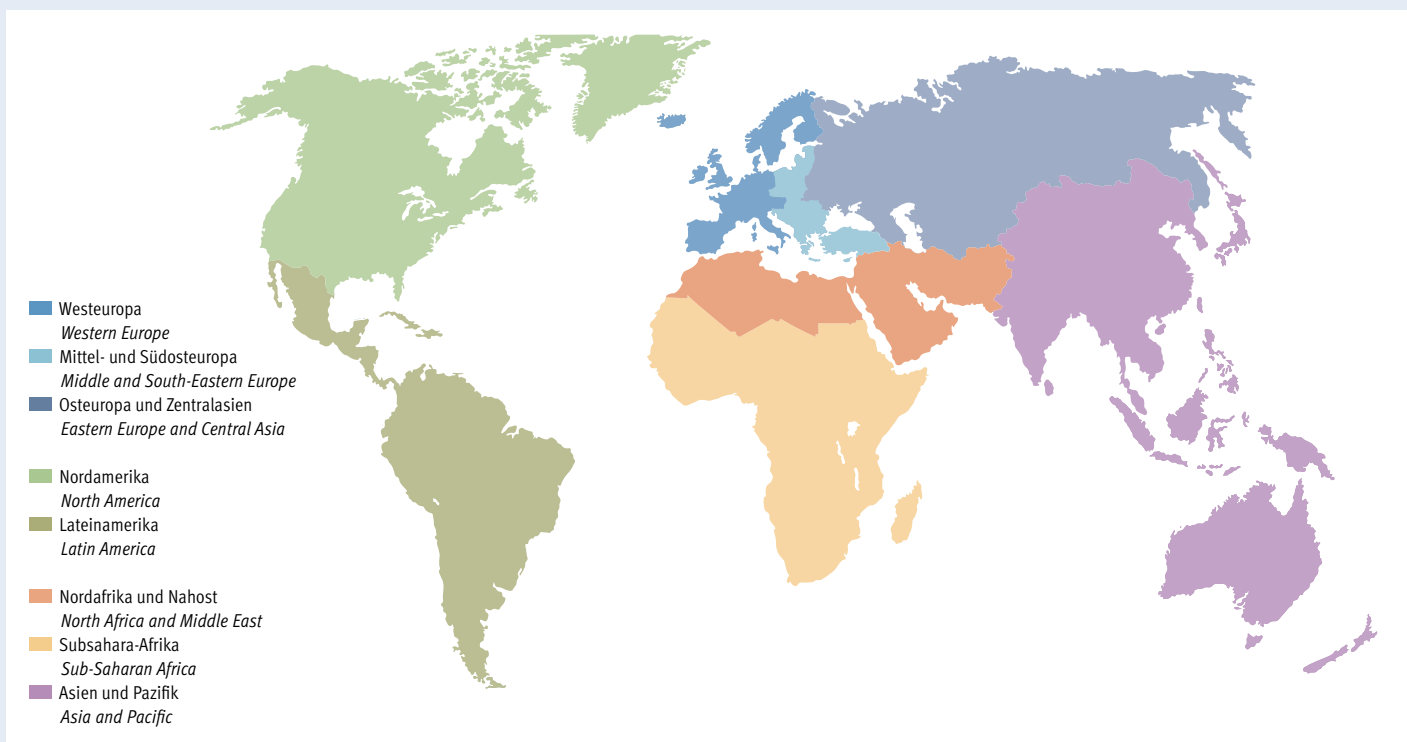 Westeuropa
Western Europe
Mittel- und Südosteuropa
Middle and South-Eastern Europe
Osteuropa und Zentralasien
Eastern Europe and Central Asia
Nordamerika
North America
Lateinamerika
Latin America
Nordafrika und Nahost
North Africa and Middle East
Subsahara-Afrika
Sub-Saharan Africa
Asien und Pazifik
Asia and Pacific